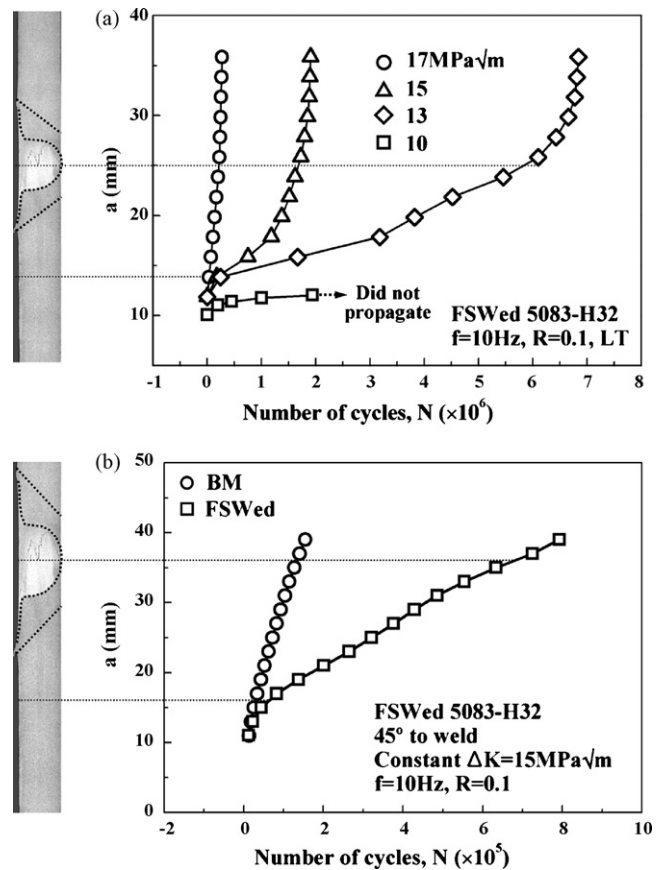 (a)
40
30
20
10
0
a (mm)
17MPa√m
15
13
10
Did not
propagate
FSWed 5083-H32
f=10Hz, R=0.1, LT
-1 0 1 2 3 4 5 6 7 8
Number of cycles, N (×10⁶)
(b)
50
40
30
20
10
0
a (mm)
BM
FSWed
FSWed 5083-H32
45º to weld
Constant ΔK=15MPa√m
f=10Hz, R=0.1
-2 0 2 4 6 8 10
Number of cycles, N (×10⁵)